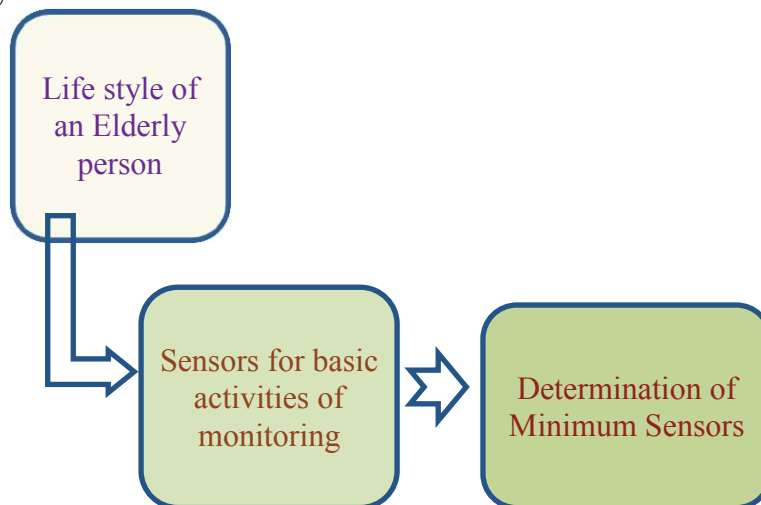 Life style of
an Elderly
person
Sensors for basic
activities of
monitoring
Determination of
Minimum Sensors